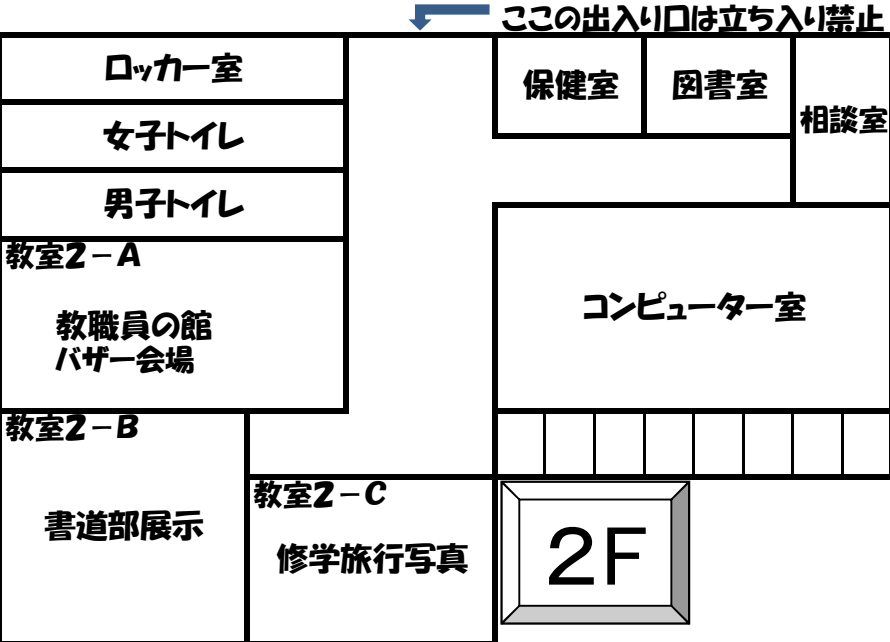 ここの出入り口は立ち入り禁止
ロッカー室
保健室
図書室
相談室
女子トイレ
男子トイレ
教室2－A
教職員の館
バザー会場
コンピューター室
教室2－B
書道部展示
教室2－C
修学旅行写真
2F